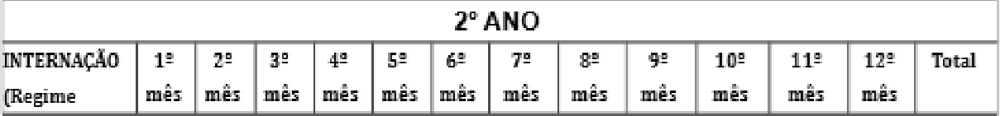 2º ANO
INTERNAÇÃO 1º 2º 3º 4º 5º 6º 7º 8º 9º 10º 11º 12º Total
(Regime mês mês mês mês mês mês mês mês mês mês mês mês